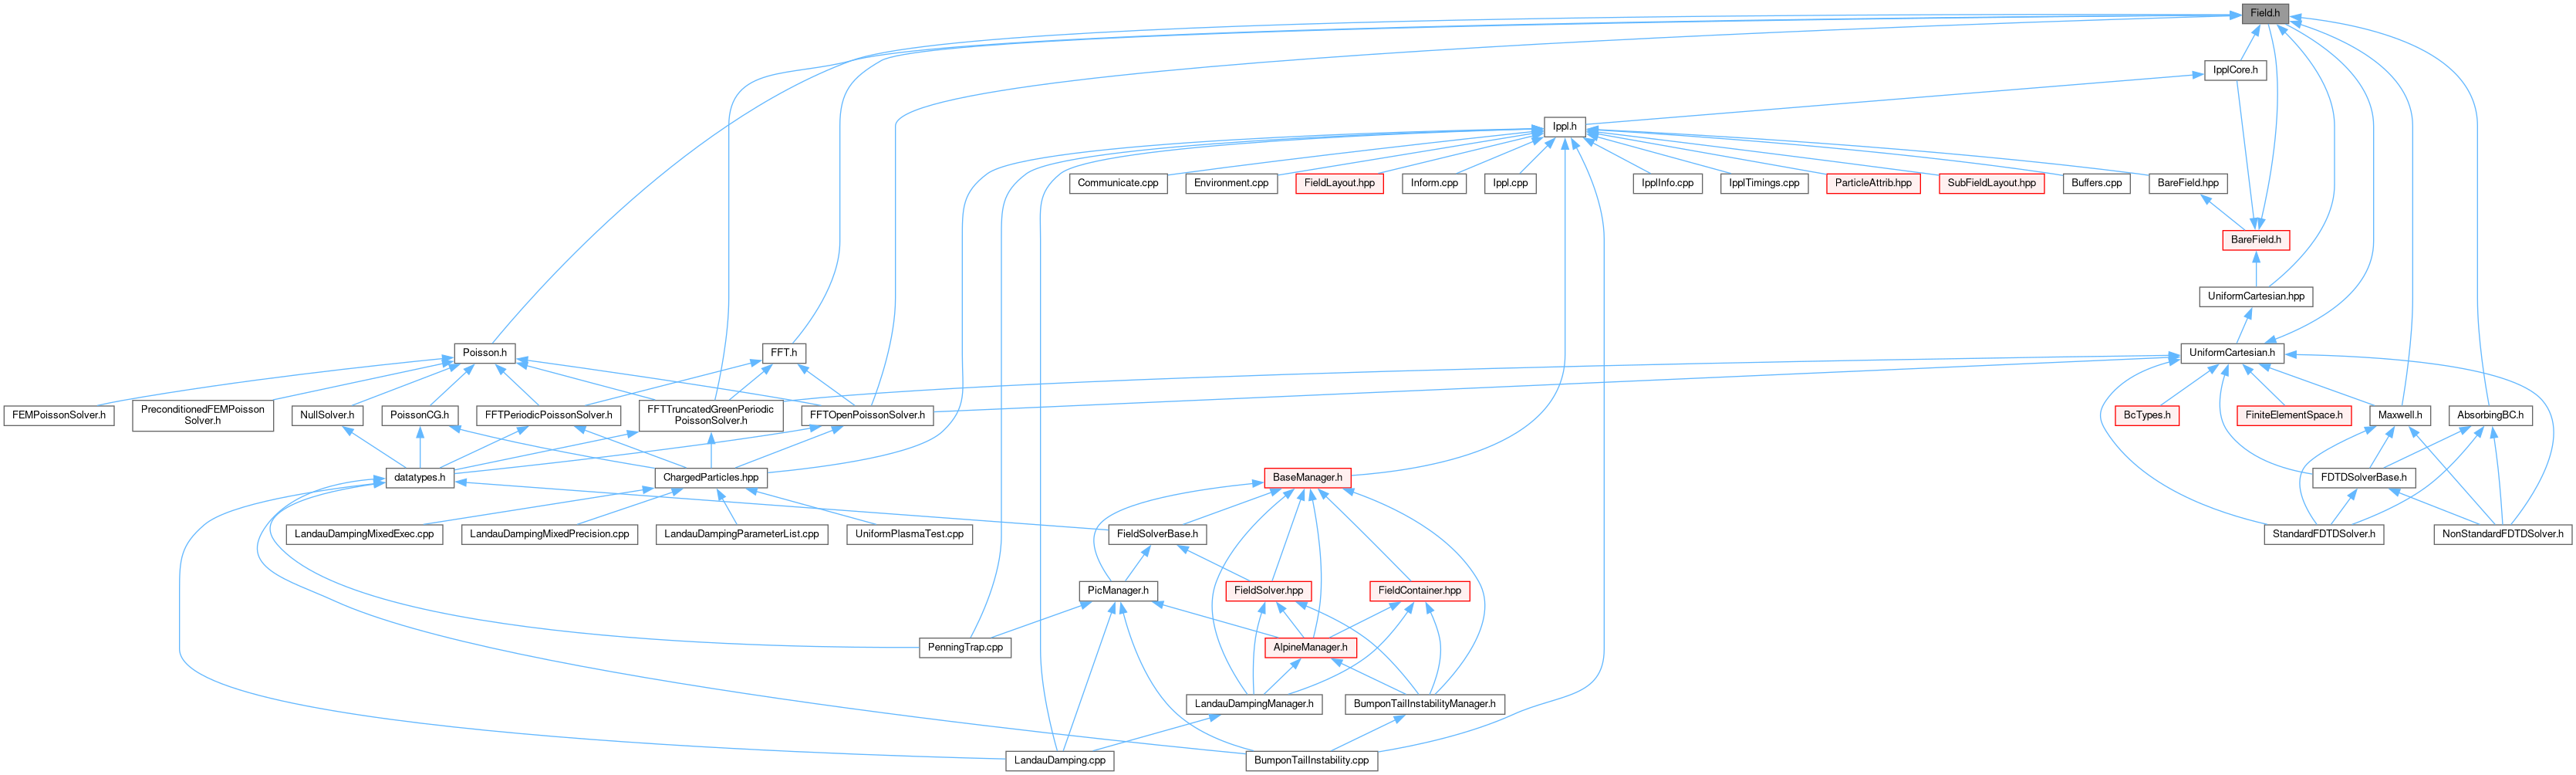 Field.h
IpplCore.h
Ippl.h
Communicate.cpp
Environment.cpp
FieldLayout.hpp
Inform.cpp
Ippl.cpp
IpplInfo.cpp
IpplTimings.cpp
ParticleAttrib.hpp
SubFieldLayout.hpp
Buffers.cpp
BareField.hpp
BareField.h
UniformCartesian.hpp
Poisson.h
FFT.h
UniformCartesian.h
FEMPoissonSolver.h
PreconditionedFEMPoisson
Solver.h
NullSolver.h
PoissonCG.h
FFTPeriodicPoissonSolver.h
FFTTruncatedGreenPeriodic
PoissonSolver.h
FFTOpenPoissonSolver.h
BcTypes.h
FiniteElementSpace.h
Maxwell.h
AbsorbingBC.h
datatypes.h
ChargedParticles.hpp
BaseManager.h
FDTDSolverBase.h
LandauDampingMixedExec.cpp
LandauDampingMixedPrecision.cpp
LandauDampingParameterList.cpp
UniformPlasmaTest.cpp
FieldSolverBase.h
StandardFDTDSolver.h
NonStandardFDTDSolver.h
PicManager.h
FieldSolver.hpp
FieldContainer.hpp
PenningTrap.cpp
AlpineManager.h
LandauDampingManager.h
BumponTailInstabilityManager.h
LandauDamping.cpp
BumponTailInstability.cpp